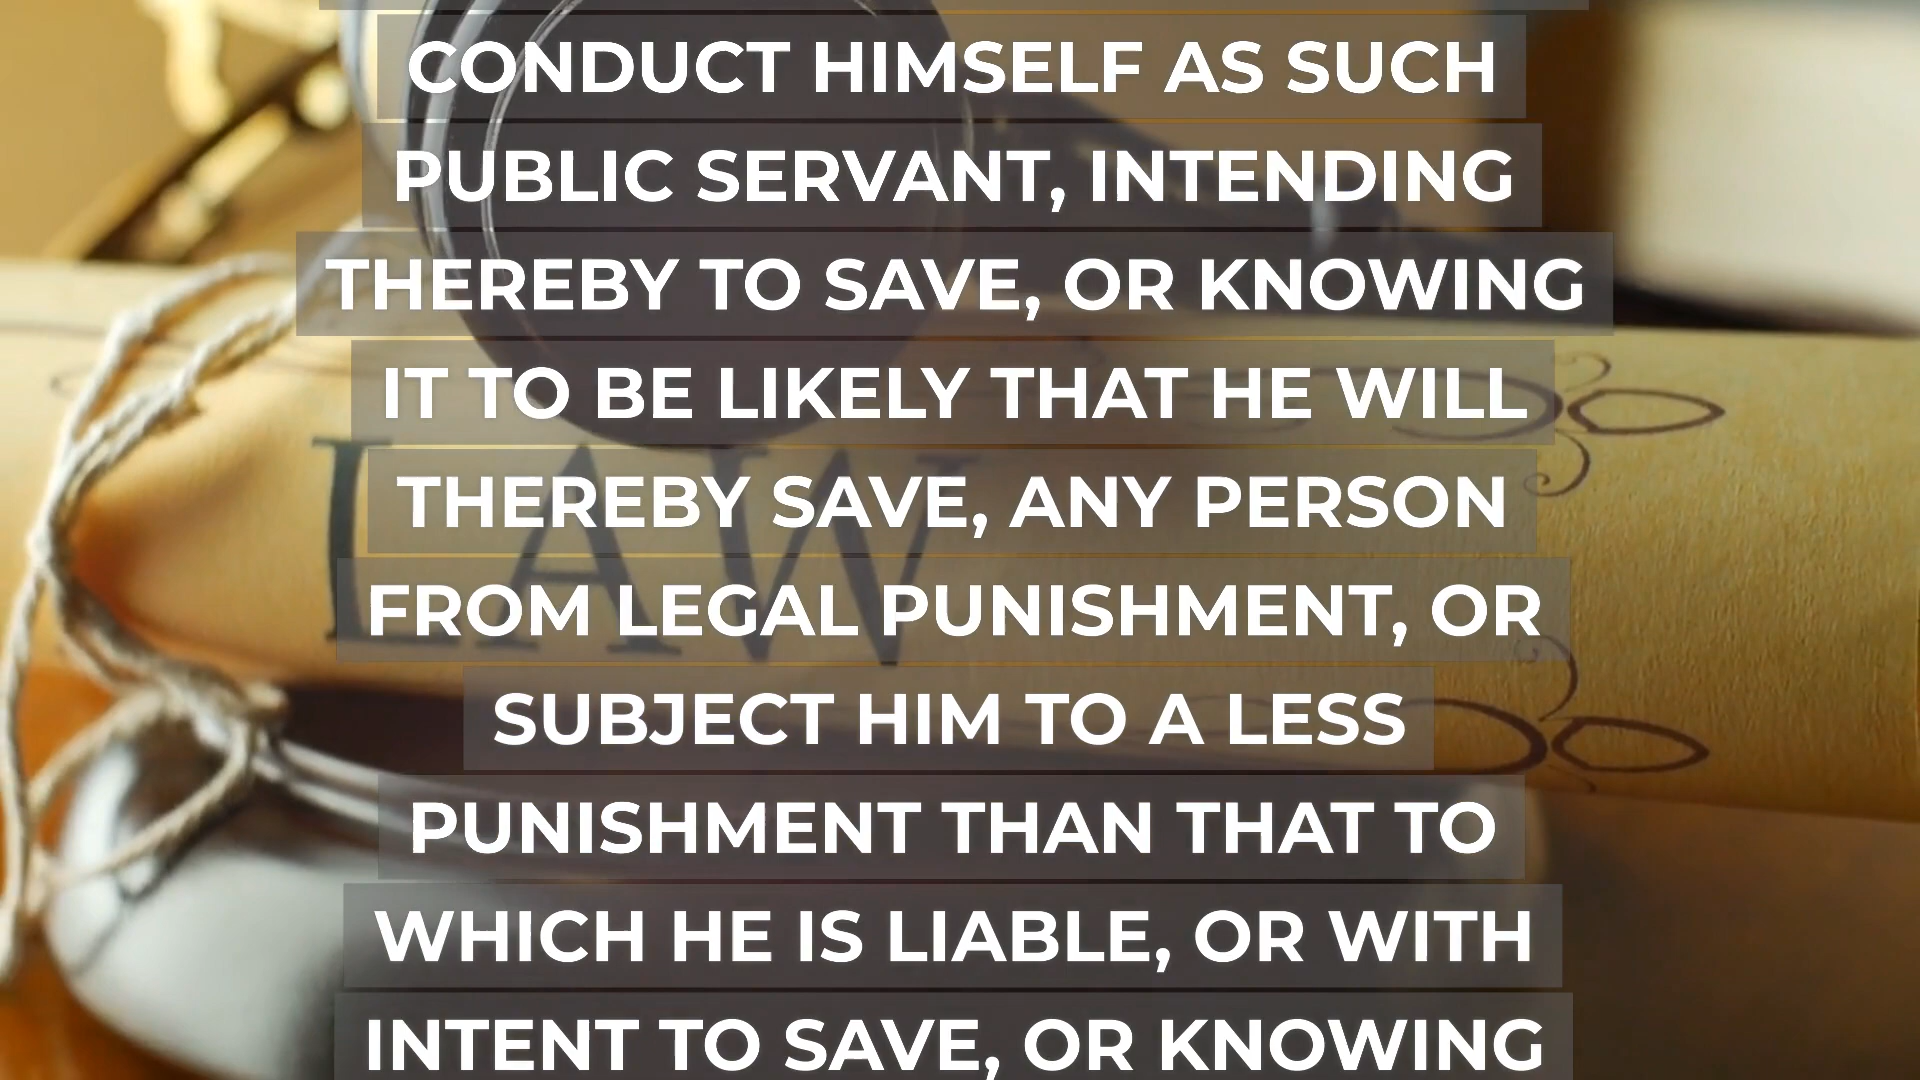 CONDUCT HIMSELF AS SUCH
PUBLIC SERVANT, INTENDING
THEREBY TO SAVE, OR KNOWING
IT TO BE LIKELY THAT HE WILL
THEREBY SAVE, ANY PERSON
LAW
FROM LEGAL PUNISHMENT, OR
SUBJECT HIM TO A LESS
PUNISHMENT THAN THAT TO
WHICH HE IS LIABLE, OR WITH
INTENT TO SAVE, OR KNOWING